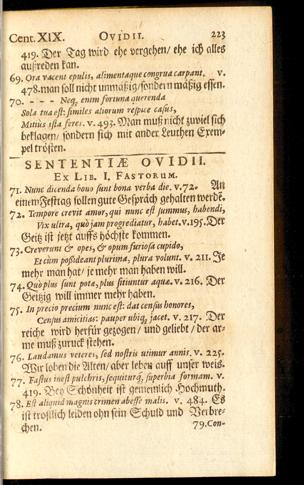 Cent. XIX. OVIDII. 223
419. Der Tag wird ehe vergehen/ ehe ich alles
außreden kan.
69. Ora vacent epulis, alimentaque congrua carpant. v.
478. man soll nicht unmäßig/ sondern mäßig essen.
70. - - - Neq, enim fortuna querenda
Sola tua est: similes aliorum respice casus,
Mitius ista feres. v. 493. Man muß nicht zuviel sich
beklagen/ sondern sich mit ander Leuthen Exem-
pel trösten.
SENTENTIÆ OVIDII.
EX LIB. I, FASTORUM.
71. Nunc dicenda bono sunt bona verba die. v. 72. An
einem Festtag sollen gute Gespräch gehalten werdē.
72. Tempore crevit amor, qui nunc est summus, habendi,
Vix ultra, quò jam progrediatur, habet. v. 195. Der
Geitz ist jetzt auffs höchste kommen.
73. Creverunt & opes, & opum furiosa cupido,
Et cùm possideant plurima, plura volunt. v. 211. Je
mehr man hat/ je mehr man haben will.
74. Quò plus sunt potæ, plus sitiuntur aquæ. v. 216. Der
Geitzig will immer mehr haben.
75. In precio precium nunc est: dat census honores,
Census amicitias: pauper ubiq, jacet. v. 217. Der
reiche wird herfür gezogen/ und geliebt/ der ar-
me muß zuruck stehen.
76. Laudamus veteres, sed nostris utimur annis. v. 225.
Wir loben die Alten/ aber leben auff unser weis.
77. Fastus inest pulchris, sequiturq, superbia formam. v.
419. Bey Schönheit ist gemeinlich Hochmuth.
78. Est aliquid magnis crimen abesse malis. v. 484. Es
ist tröstlich leiden ohn sein Schuld und Verbre-
chen.
79. Con-